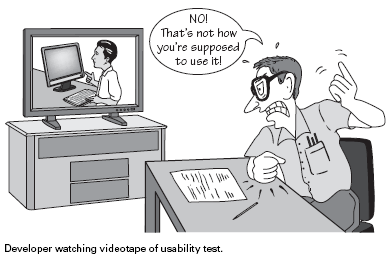 NO!
That's not how
you're supposed
to use it!
Developer watching videotape of usability test.